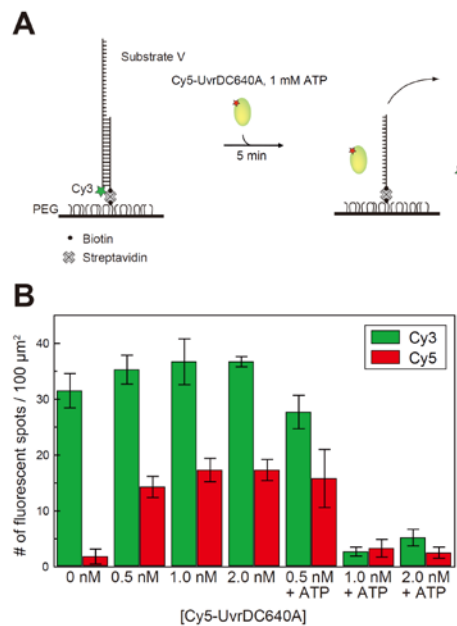 A
Substrate V
Cy5-UvrDC640A, 1 mM ATP
5 min
Cy3
PEG
Biotin
Streptavidin
B
# of fluorescent spots / 100 µm²
40
30
20
10
0
Cy3
Cy5
0 nM 0.5 nM 1.0 nM 2.0 nM 0.5 nM 1.0 nM 2.0 nM
+ ATP + ATP + ATP
[Cy5-UvrDC640A]